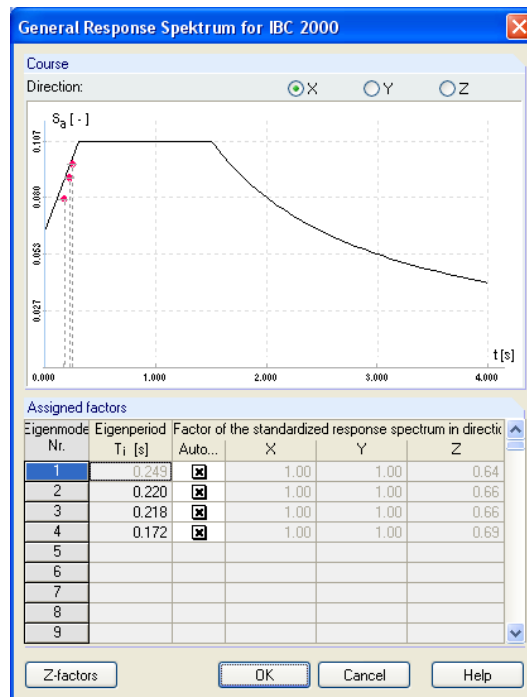 General Response Spektrum for IBC 2000
Course
Direction:
X
Y
Z
Sa [ - ]
0.107
0.080
0.053
0.027
t [s]
0.000 1.000 2.000 3.000 4.000
Assigned factors
Eigenmode Eigenperiod Factor of the standardized response spectrum in directic
Nr. Ti [s] Auto... X Y Z
1 0.249 1.00 1.00 0.64
2 0.220 1.00 1.00 0.66
3 0.218 1.00 1.00 0.66
4 0.172 1.00 1.00 0.69
5
6
7
8
9
Z-factors OK Cancel Help